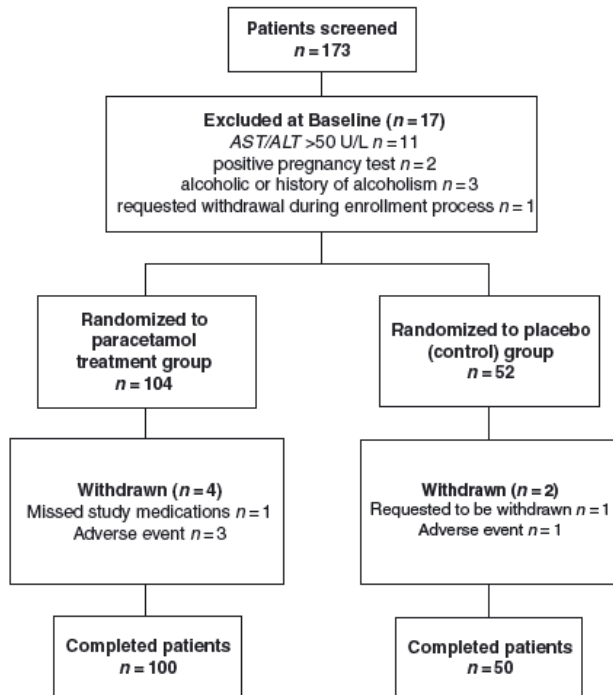 Patients screened
n = 173
Excluded at Baseline (n = 17)
AST/ALT >50 U/L n = 11
positive pregnancy test n = 2
alcoholic or history of alcoholism n = 3
requested withdrawal during enrollment process n = 1
Randomized to
paracetamol
treatment group
n = 104
Randomized to placebo
(control) group
n = 52
Withdrawn (n = 4)
Missed study medications n = 1
Adverse event n = 3
Withdrawn (n = 2)
Requested to be withdrawn n = 1
Adverse event n = 1
Completed patients
n = 100
Completed patients
n = 50